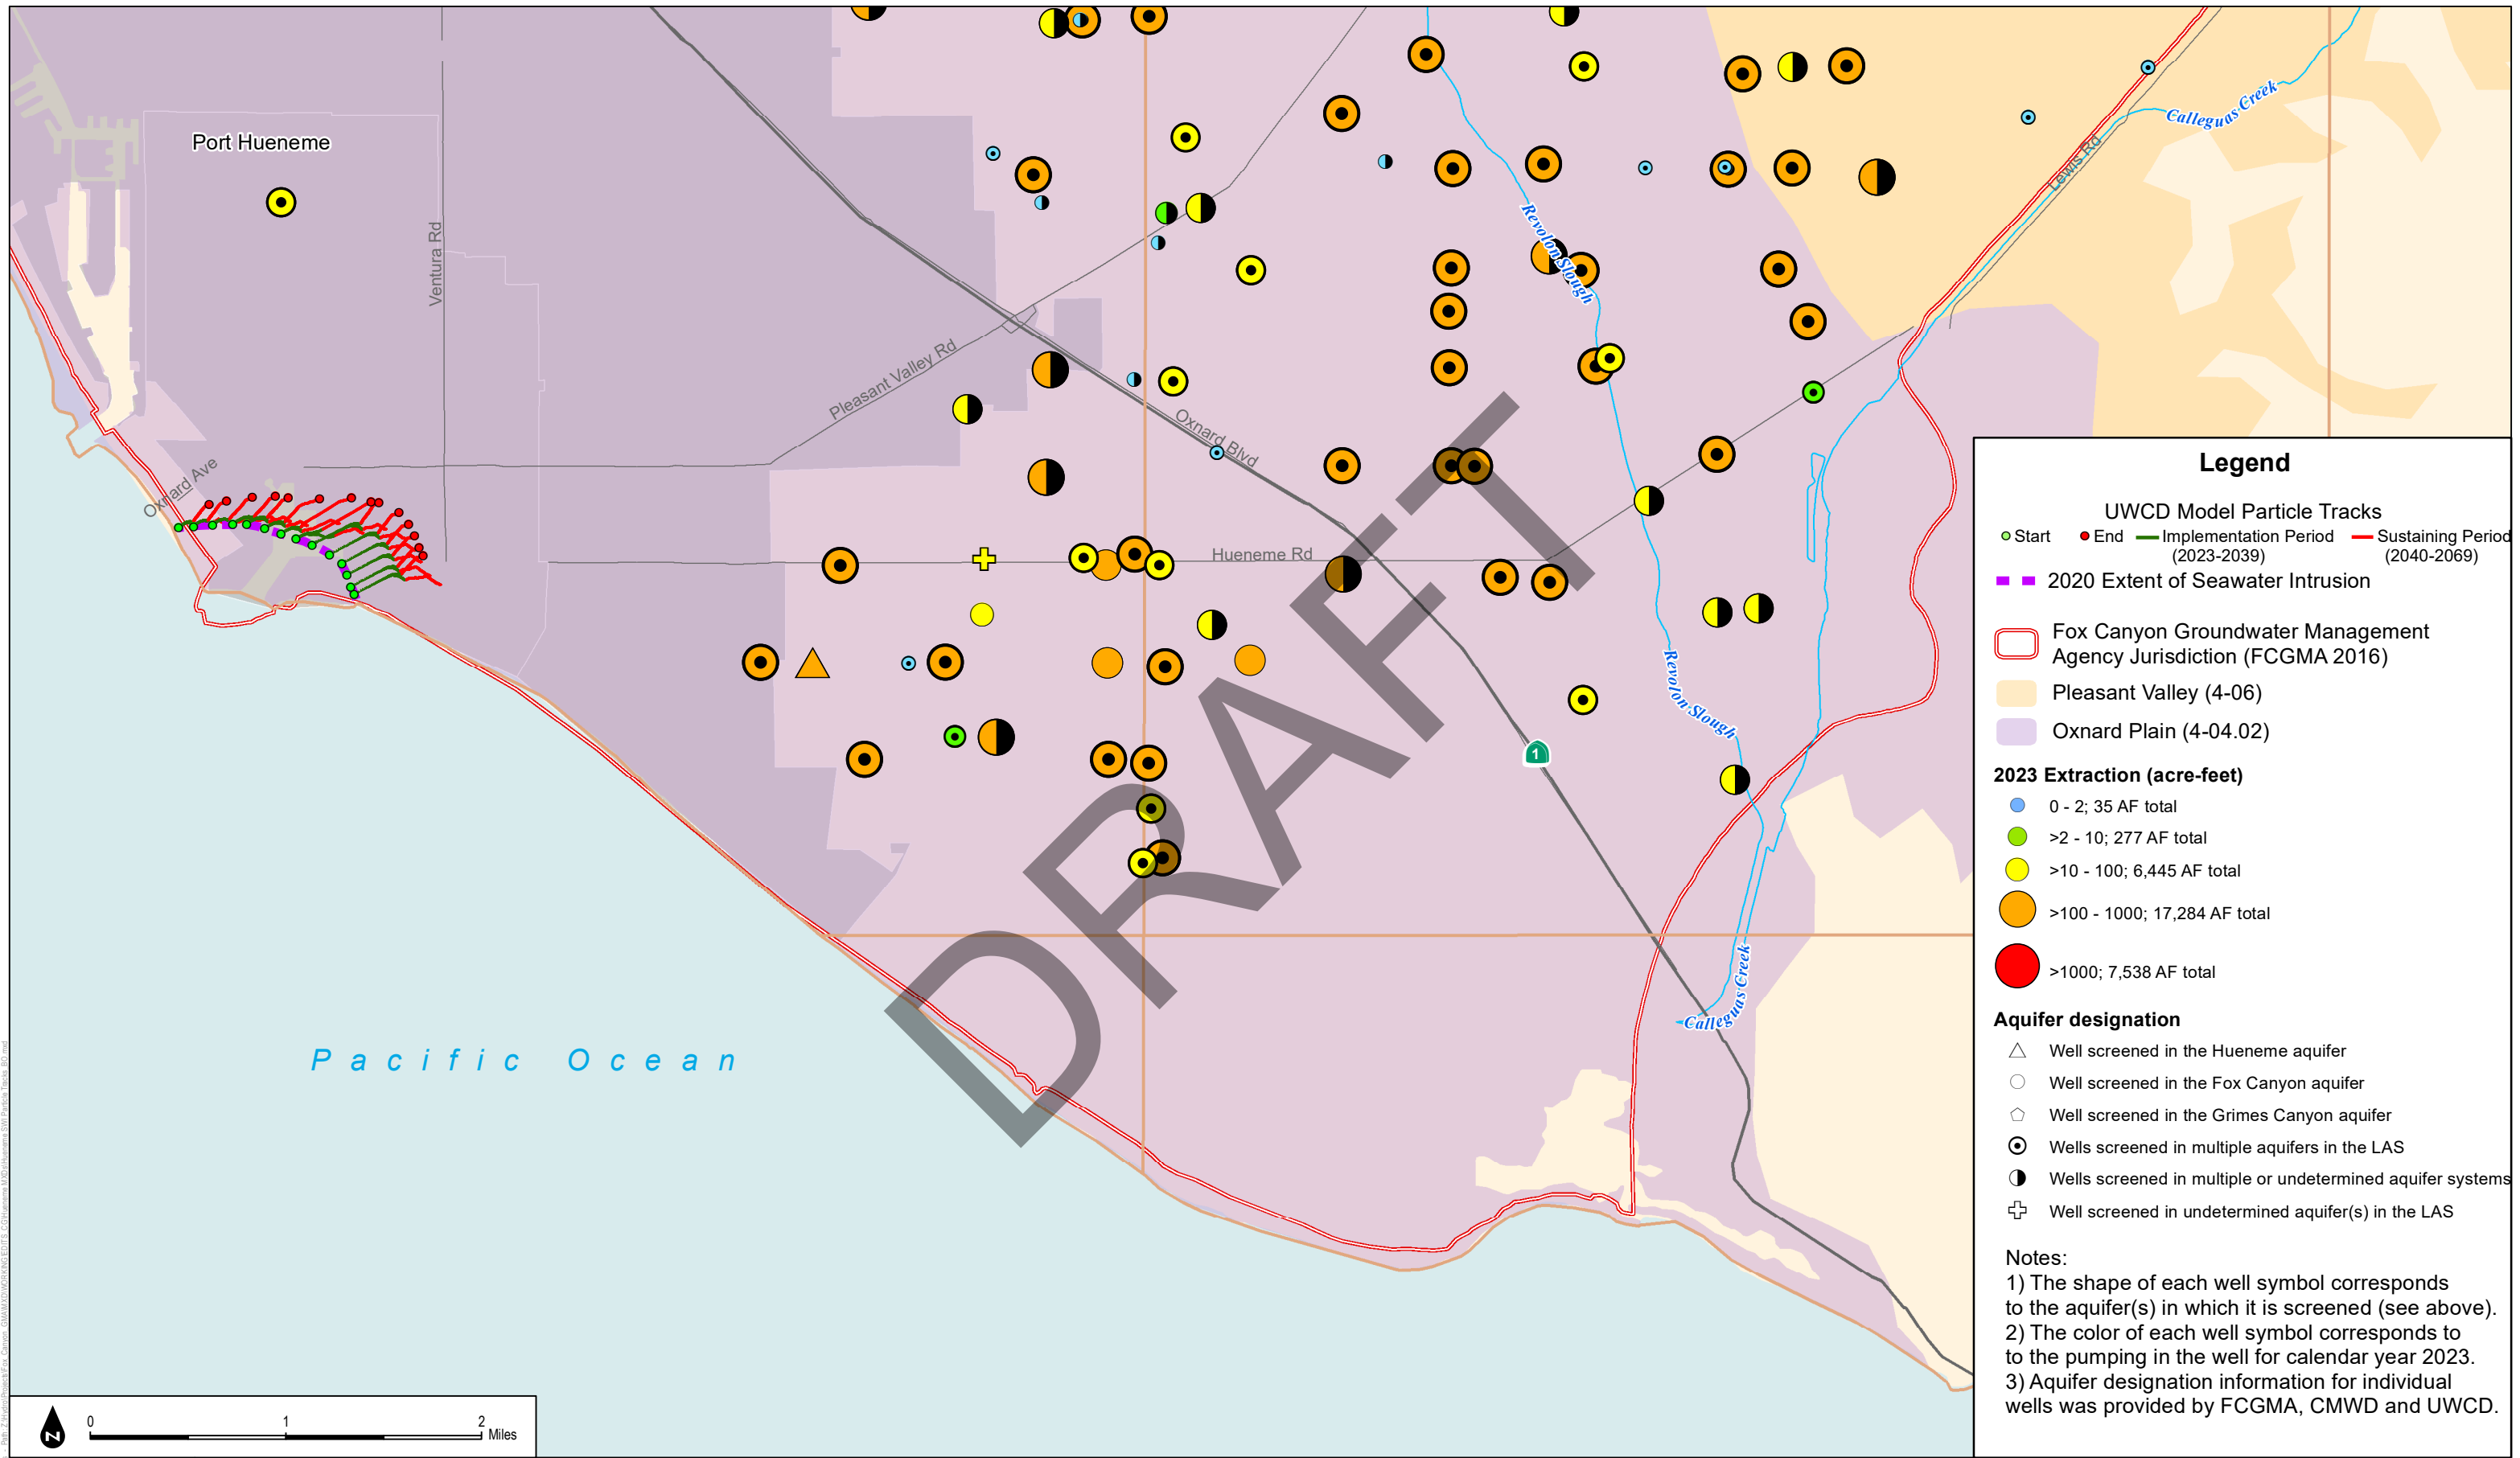 Port Hueneme
Ventura Rd
Oxnard Ave
Pleasant Valley Rd
Oxnard Blvd
Hueneme Rd
Lewis Rd
Calleguas Creek
Revolon Slough
Revolon Slough
Calleguas Creek
1
Pacific Ocean
DRAFT
N
0 1 2
Miles
Legend
UWCD Model Particle Tracks
Start End Implementation Period Sustaining Period
(2023-2039) (2040-2069)
2020 Extent of Seawater Intrusion
Fox Canyon Groundwater Management
Agency Jurisdiction (FCGMA 2016)
Pleasant Valley (4-06)
Oxnard Plain (4-04.02)
2023 Extraction (acre-feet)
0 - 2; 35 AF total
>2 - 10; 277 AF total
>10 - 100; 6,445 AF total
>100 - 1000; 17,284 AF total
>1000; 7,538 AF total
Aquifer designation
Well screened in the Hueneme aquifer
Well screened in the Fox Canyon aquifer
Well screened in the Grimes Canyon aquifer
Wells screened in multiple aquifers in the LAS
Wells screened in multiple or undetermined aquifer systems
Well screened in undetermined aquifer(s) in the LAS
Notes:
1) The shape of each well symbol corresponds
to the aquifer(s) in which it is screened (see above).
2) The color of each well symbol corresponds to
to the pumping in the well for calendar year 2023.
3) Aquifer designation information for individual
wells was provided by FCGMA, CMWD and UWCD.